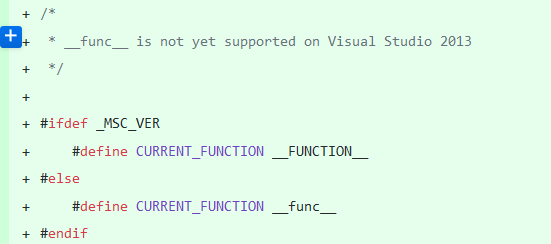 + /*
+  * __func__ is not yet supported on Visual Studio 2013
+  */
+
+ #ifdef _MSC_VER
+     #define CURRENT_FUNCTION __FUNCTION__
+ #else
+     #define CURRENT_FUNCTION __func__
+ #endif